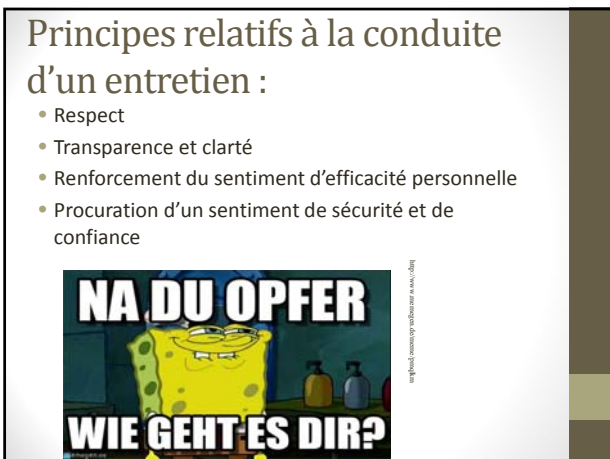 Principes relatifs à la conduite
d'un entretien :
• Respect
• Transparence et clarté
• Renforcement du sentiment d'efficacité personnelle
• Procuration d'un sentiment de sécurité et de
confiance
NA DU OPFER
WIE GEHT ES DIR?